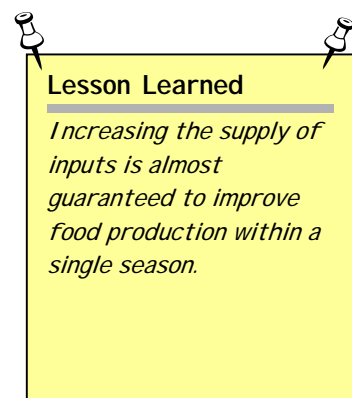 Lesson Learned
Increasing the supply of
inputs is almost
guaranteed to improve
food production within a
single season.